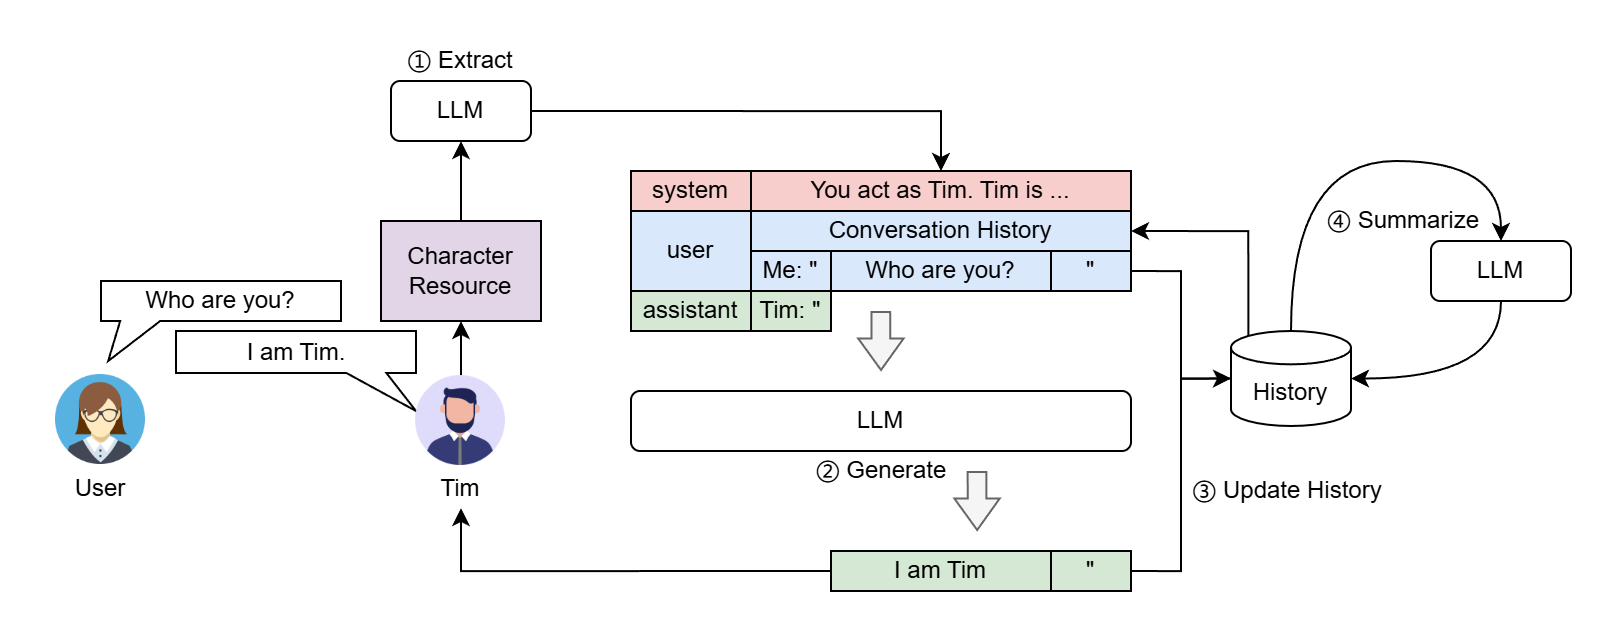 ① Extract
LLM
system
You act as Tim. Tim is ...
user
Conversation History
Me: "
Who are you?
"
assistant
Tim: "
Character
Resource
Who are you?
I am Tim.
User
Tim
LLM
② Generate
I am Tim
"
③ Update History
History
④ Summarize
LLM